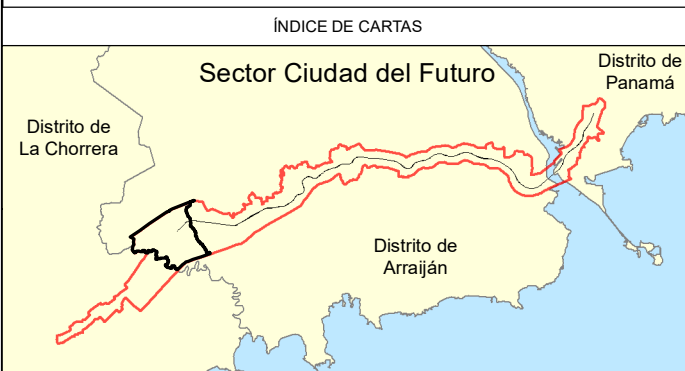 ÍNDICE DE CARTAS
Sector Ciudad del Futuro
Distrito de
Panamá
Distrito de
La Chorrera
Distrito de
Arraiján